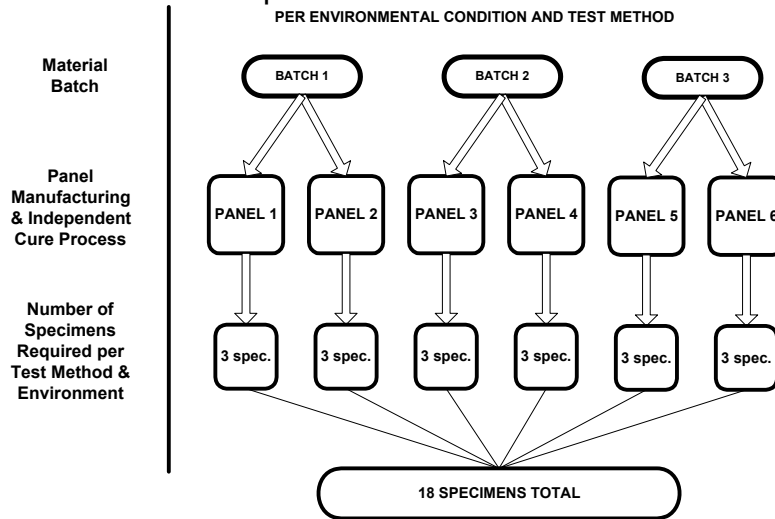 PER ENVIRONMENTAL CONDITION AND TEST METHOD
Material
Batch
BATCH 1
BATCH 2
BATCH 3
Panel
Manufacturing
& Independent
Cure Process
PANEL 1
PANEL 2
PANEL 3
PANEL 4
PANEL 5
PANEL 6
Number of
Specimens
Required per
Test Method &
Environment
3 spec.
3 spec.
3 spec.
3 spec.
3 spec.
3 spec.
18 SPECIMENS TOTAL